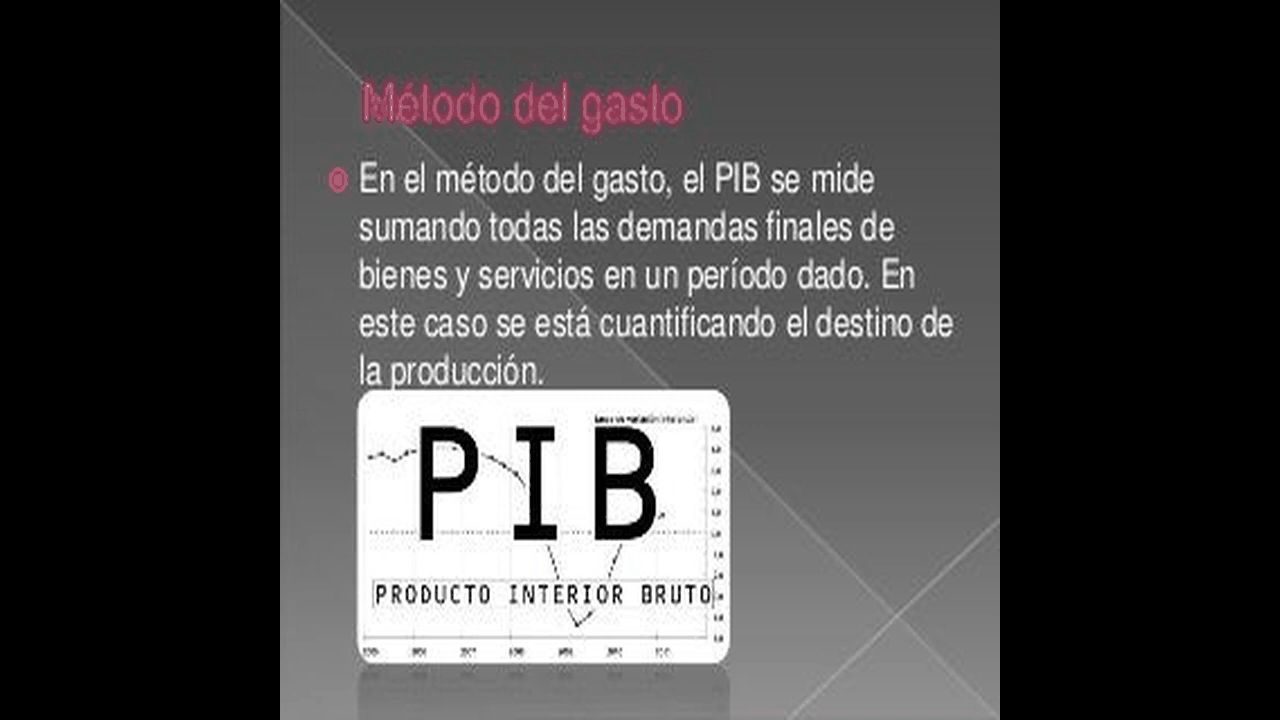 Método del gasto
En el método del gasto, el PIB se mide
sumando todas las demandas finales de
bienes y servicios en un período dado. En
este caso se está cuantificando el destino de
la producción.
PIB
PRODUCTO INTERIOR BRUTO